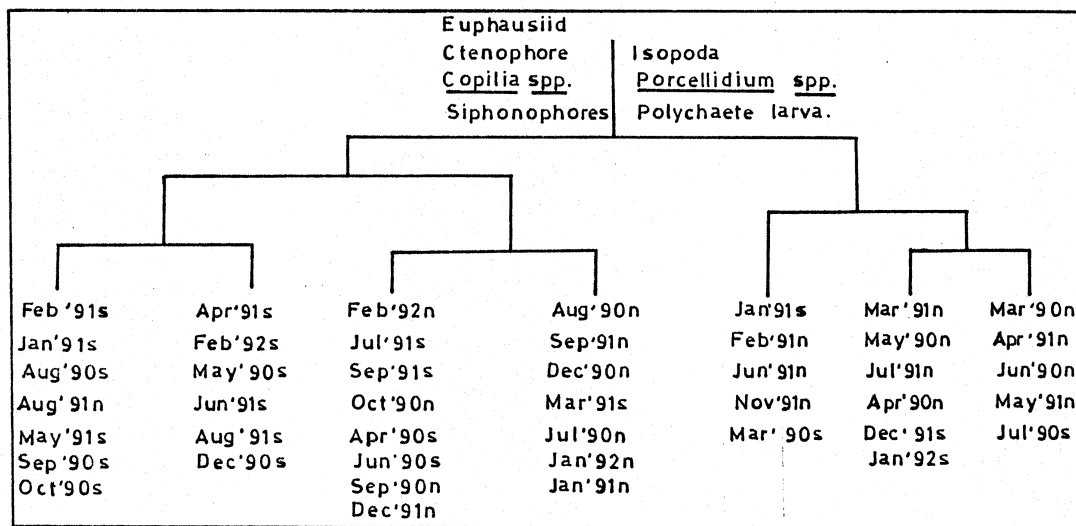 Euphausiid
Ctenophore Isopoda
Copilia spp. Porcellidium spp.
Siphonophores Polychaete larva.
Feb'91s Apr'91s Feb'92n Aug'90n Jan'91s Mar'91n Mar'90n
Jan'91s Feb'92s Jul'91s Sep'91n Feb'91n May'90n Apr'91n
Aug'90s May'90s Sep'91s Dec'90n Jun'91n Jul'91n Jun'90n
Aug'91n Jun'91s Oct'90n Mar'91s Nov'91n Apr'90n May'91n
May'91s Aug'91s Apr'90s Jul'90n Mar'90s Dec'91s Jul'90s
Sep'90s Dec'90s Jun'90s Jan'92n Jan'92s
Oct'90s Sep'90n Jan'91n
Dec'91n